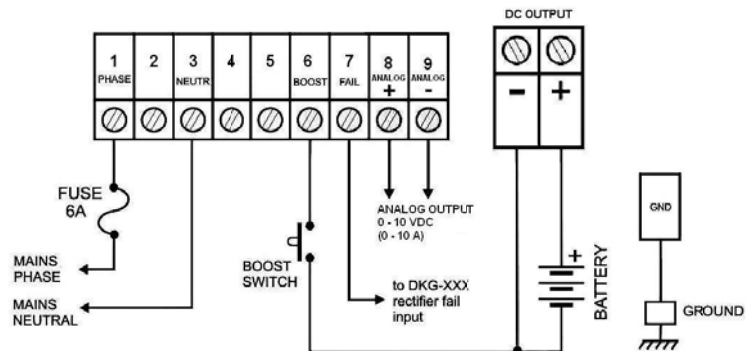 DC OUTPUT
1 2 3 4 5 6 7 8 9
PHASE NEUTR BOOST FAIL ANALOG ANALOG
+ -
- +
FUSE
6A
ANALOG OUTPUT
0 - 10 VDC
(0 - 10 A)
GND
MAINS
PHASE
BOOST
SWITCH
+
BATTERY
to DKG-XXX
rectifier fail
input
MAINS
NEUTRAL
GROUND